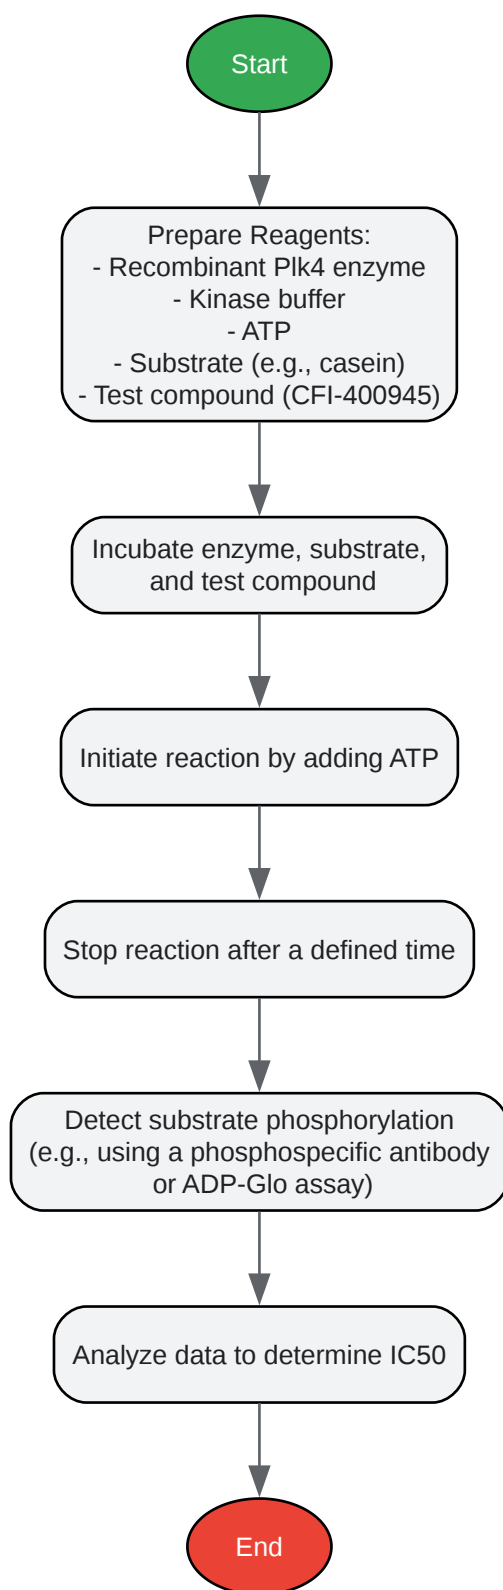 Start
Prepare Reagents:
- Recombinant Plk4 enzyme
- Kinase buffer
- ATP
- Substrate (e.g., casein)
- Test compound (CFI-400945)
Incubate enzyme, substrate,
and test compound
Initiate reaction by adding ATP
Stop reaction after a defined time
Detect substrate phosphorylation
(e.g., using a phosphospecific antibody
or ADP-Glo assay)
Analyze data to determine IC50
End